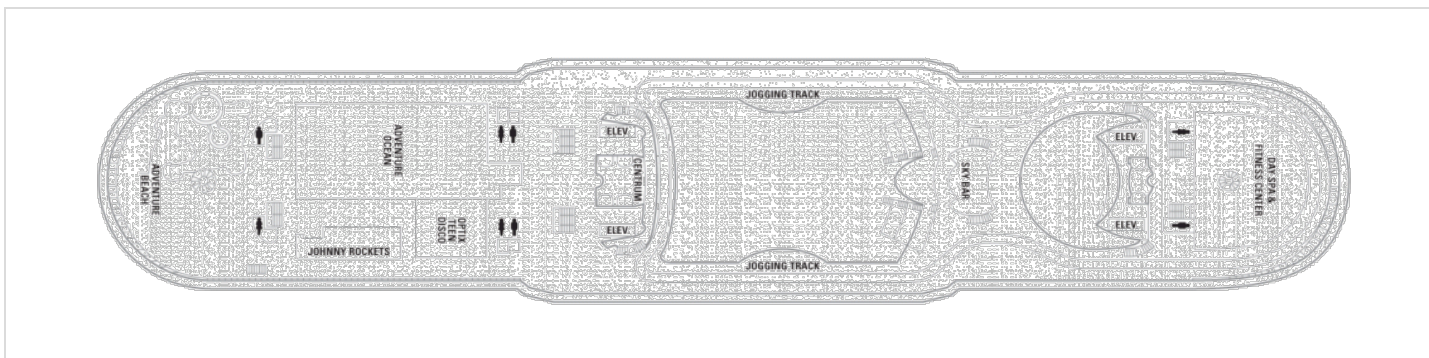 JOGGING TRACK
ELEV.
ELEV.
ADVENTURE
OCEAN
ADVENTURE
BEACH
CENTRUM
SKY BAR
DAY SPA &
FITNESS CENTER
OPTIX
TEEN
DISCO
ELEV.
ELEV.
JOHNNY ROCKETS
JOGGING TRACK